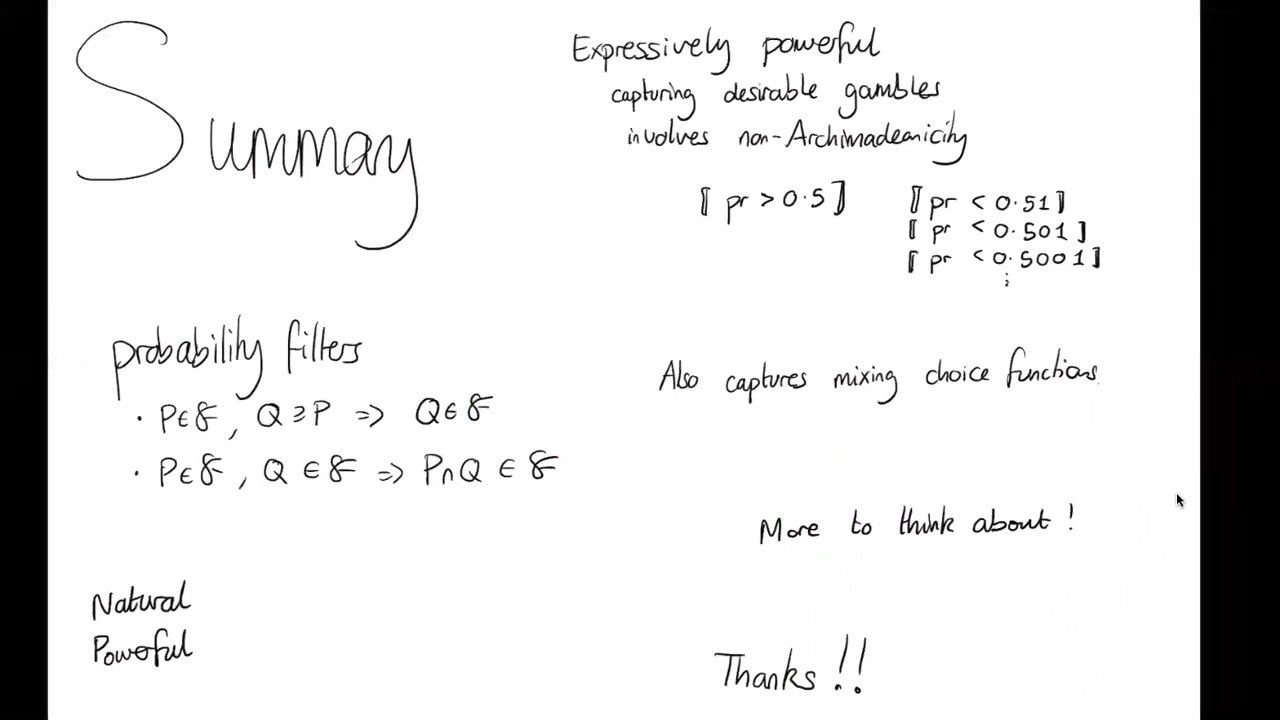 Summary
probability filters
· P∈F, Q ⊇ P => Q∈F
· P∈F, Q ∈ F => P∩Q ∈ F
Natural
Powerful
Expressively powerful
capturing desirable gambles
involves non-Archimadeanicity
⟦ pr > 0.5 ⟧
⟦ pr < 0.51 ⟧
⟦ pr < 0.501 ⟧
⟦ pr < 0.5001 ⟧
⋮
Also captures mixing choice functions.
More to think about!
Thanks!!